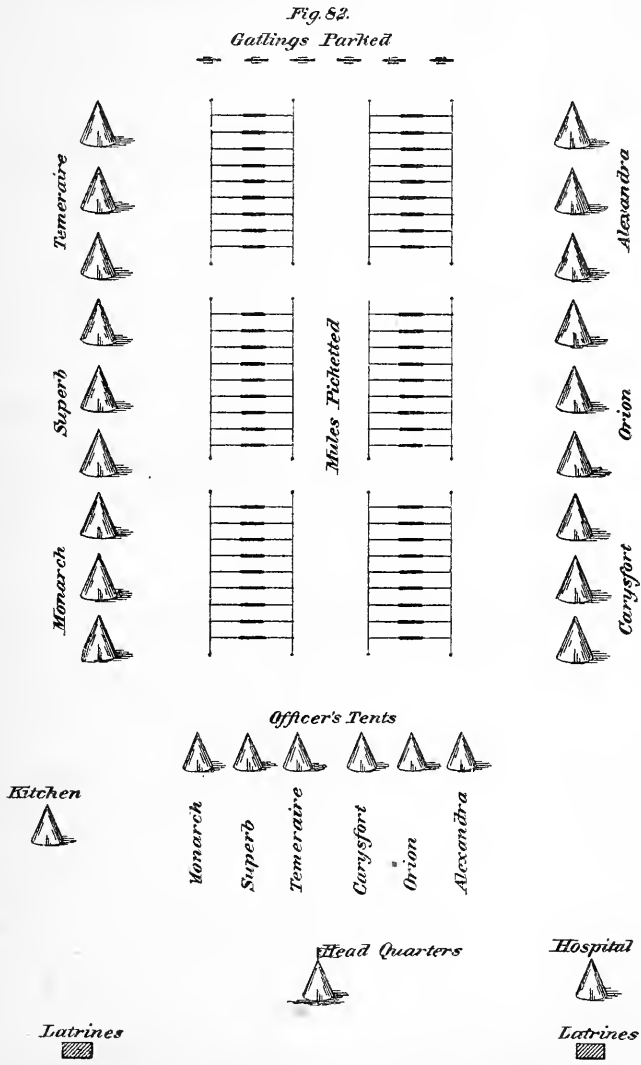 Fig. 82.
Gatlings Parked
Temeraire
Alexandra
Superb
Mules Picketted
Orion
Monarch
Carysfort
Officer's Tents
Kitchen
Monarch
Superb
Temeraire
Carysfort
Orion
Alexandra
Head Quarters
Hospital
Latrines
Latrines